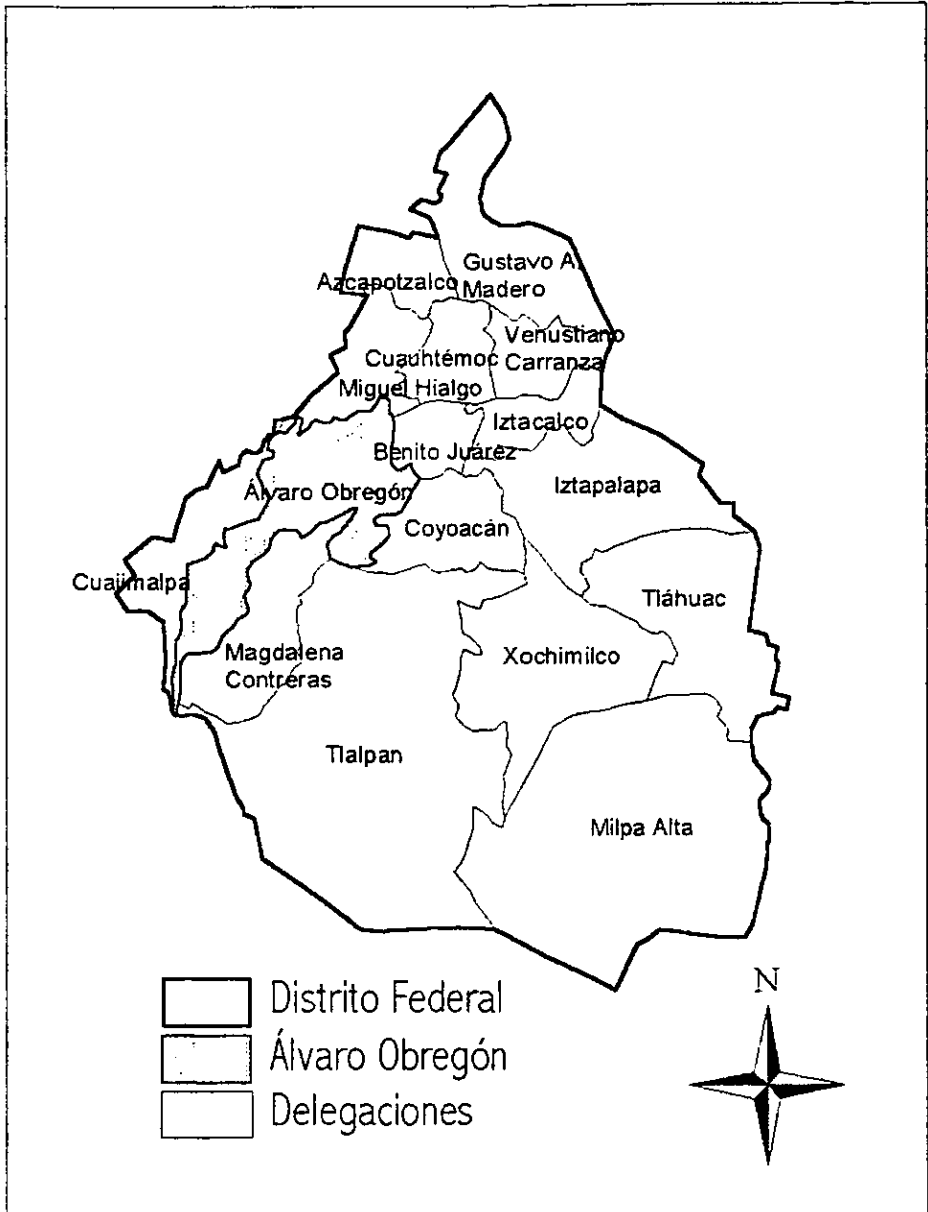 Gustavo A.
Madero
Azcapotzalco
Venustiano
Carranza
Cuauhtémoc
Miguel Hialgo
Iztacalco
Benito Juárez
Iztapalapa
Álvaro Obregón
Coyoacán
Cuajimalpa
Tláhuac
Magdalena
Contreras
Xochimilco
Tlalpan
Milpa Alta
Distrito Federal
Álvaro Obregón
Delegaciones
N